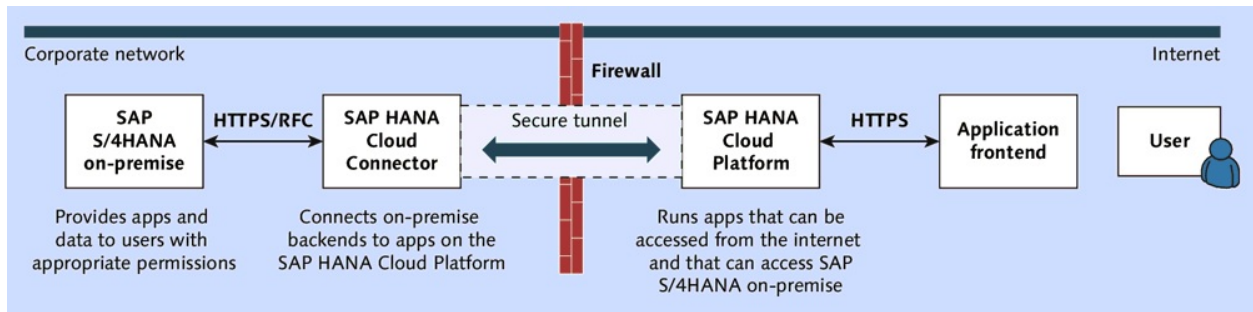 Corporate network
Internet
Firewall
SAP
S/4HANA
on-premise
HTTPS/RFC
SAP HANA
Cloud
Connector
Secure tunnel
SAP HANA
Cloud
Platform
HTTPS
Application
frontend
User
Provides apps and
data to users with
appropriate permissions
Connects on-premise
backends to apps on the
SAP HANA Cloud Platform
Runs apps that can be
accessed from the internet
and that can access SAP
S/4HANA on-premise